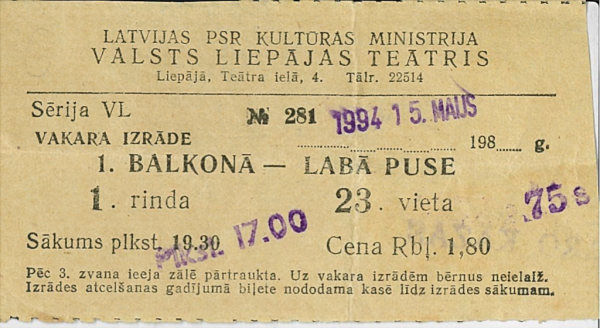 LATVIJAS PSR KULTŪRAS MINISTRIJA
VALSTS LIEPĀJAS TEĀTRIS
Liepājā, Teātra ielā, 4. Tālr. 22514
Sērija VL № 281 1994 15. MAIJS
VAKARA IZRĀDE 198 g.
1. BALKONĀ — LABĀ PUSE
1. rinda 23. vieta 75s
Sākums plkst. 19.30 Plkst. 17.00 Cena Rbļ. 1,80
Pēc 3. zvana ieeja zālē pārtraukta. Uz vakara izrādēm bērnus neielaiž.
Izrādes atcelšanas gadījumā biļete nododama kasē līdz izrādes sākumam.